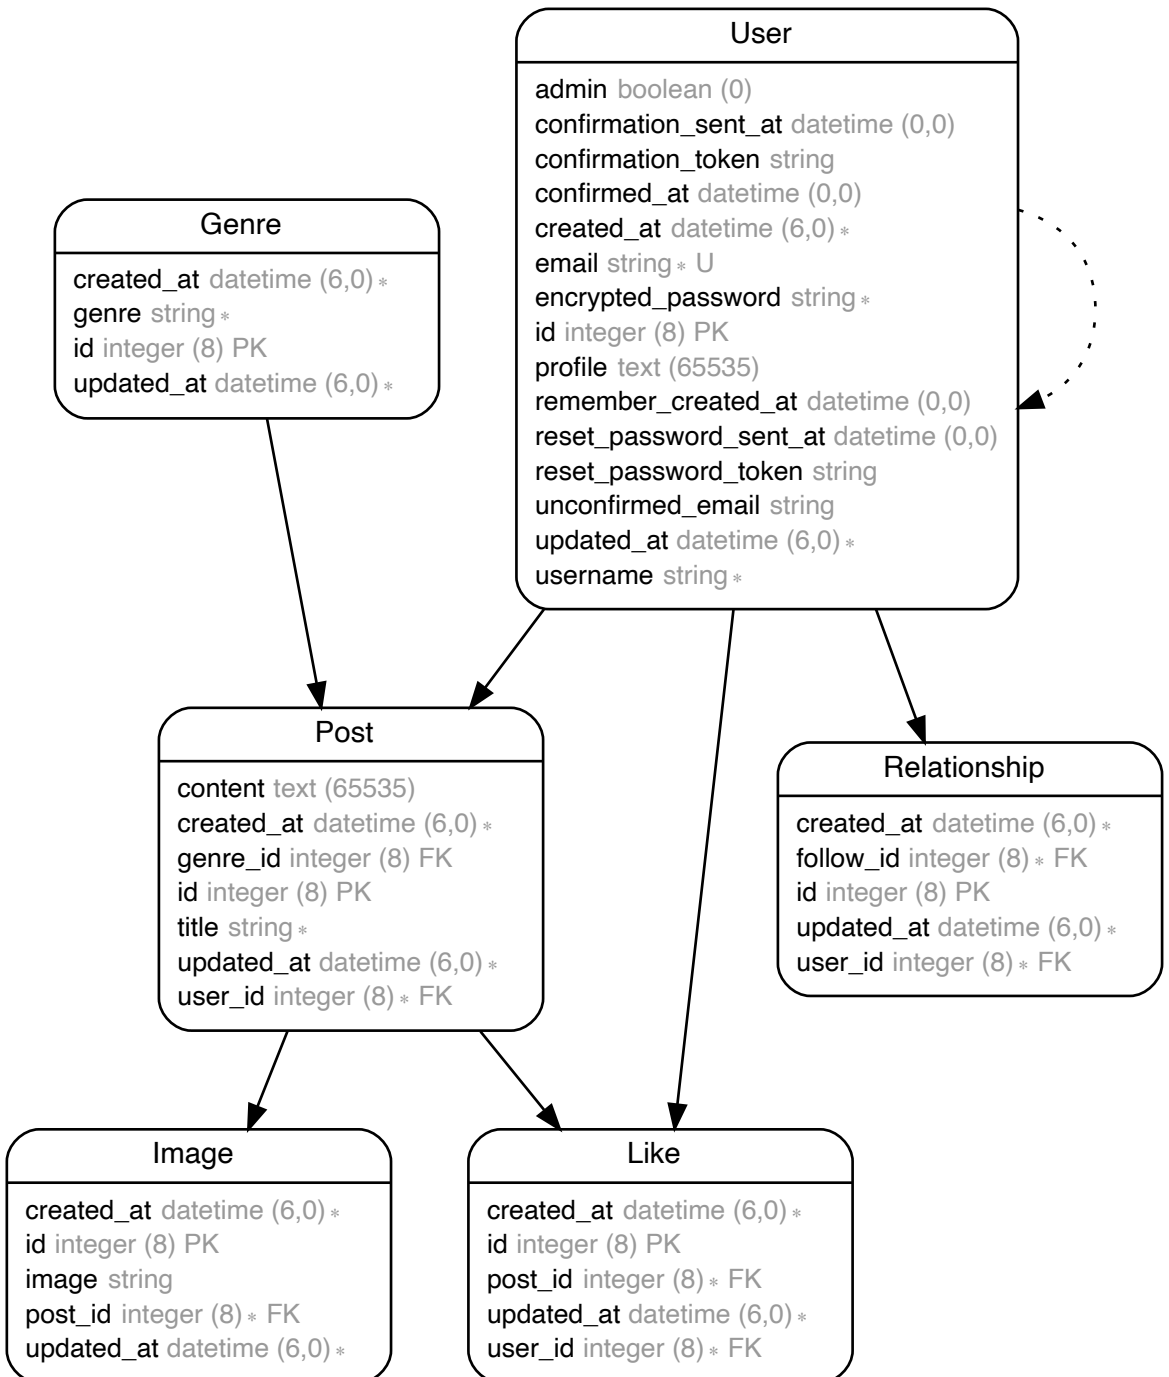 User
admin boolean (0)
confirmation_sent_at datetime (0,0)
confirmation_token string
confirmed_at datetime (0,0)
created_at datetime (6,0) ∗
email string ∗ U
encrypted_password string ∗
id integer (8) PK
profile text (65535)
remember_created_at datetime (0,0)
reset_password_sent_at datetime (0,0)
reset_password_token string
unconfirmed_email string
updated_at datetime (6,0) ∗
username string ∗
Genre
created_at datetime (6,0) ∗
genre string ∗
id integer (8) PK
updated_at datetime (6,0) ∗
Post
content text (65535)
created_at datetime (6,0) ∗
genre_id integer (8) FK
id integer (8) PK
title string ∗
updated_at datetime (6,0) ∗
user_id integer (8) ∗ FK
Relationship
created_at datetime (6,0) ∗
follow_id integer (8) ∗ FK
id integer (8) PK
updated_at datetime (6,0) ∗
user_id integer (8) ∗ FK
Image
created_at datetime (6,0) ∗
id integer (8) PK
image string
post_id integer (8) ∗ FK
updated_at datetime (6,0) ∗
Like
created_at datetime (6,0) ∗
id integer (8) PK
post_id integer (8) ∗ FK
updated_at datetime (6,0) ∗
user_id integer (8) ∗ FK